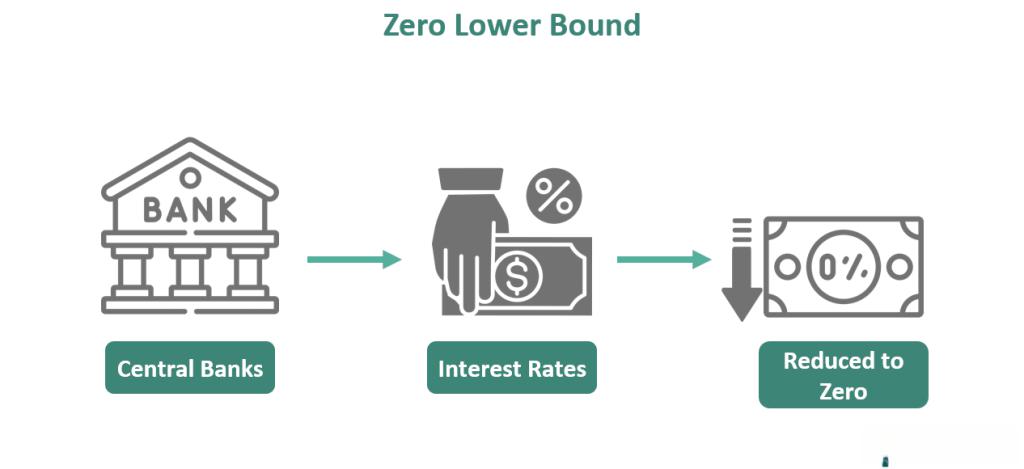 Zero Lower Bound
BANK
%
$
0%
Central Banks
Interest Rates
Reduced to
Zero